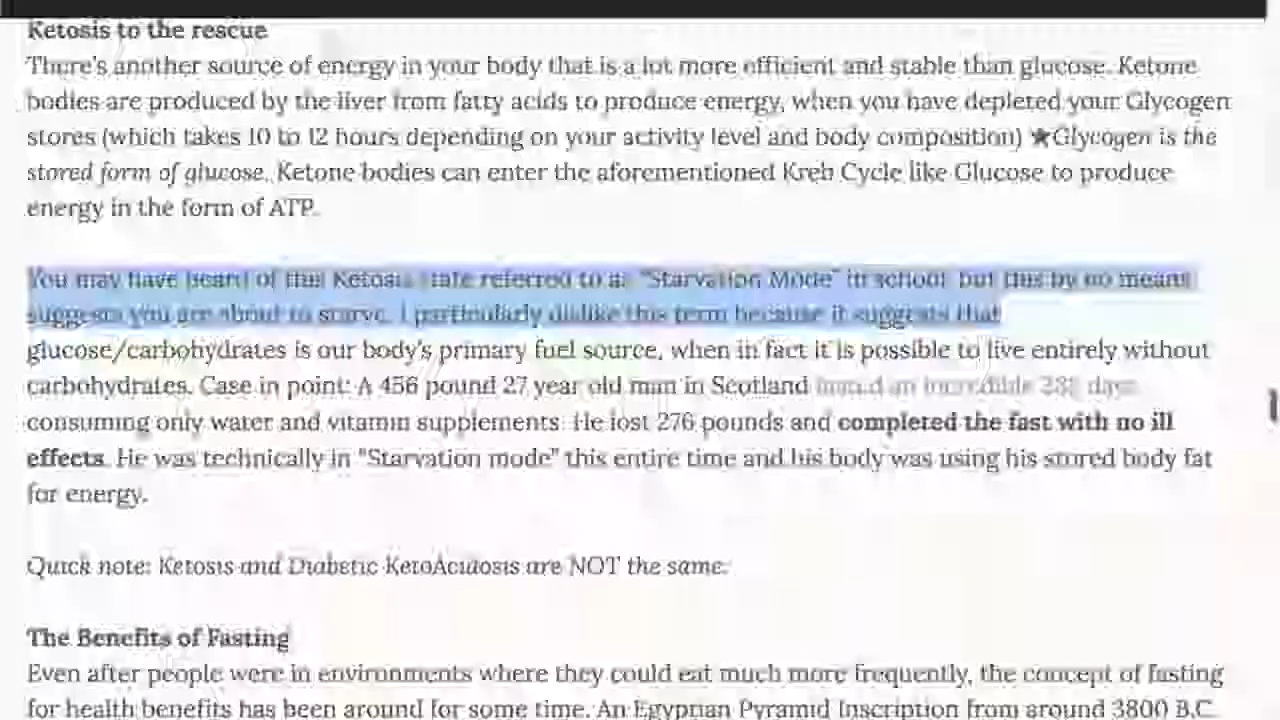 Ketosis to the rescue
There's another source of energy in your body that is a lot more efficient and stable than glucose. Ketone
bodies are produced by the liver from fatty acids to produce energy, when you have depleted your Glycogen
stores (which takes 10 to 12 hours depending on your activity level and body composition) ★Glycogen is the
stored form of glucose. Ketone bodies can enter the aforementioned Kreb Cycle like Glucose to produce
energy in the form of ATP.
You may have heard of this Ketosis state referred to as "Starvation Mode" in school, but this by no means
suggests you are about to starve. I particularly dislike this term because it suggests that
glucose/carbohydrates is our body's primary fuel source, when in fact it is possible to live entirely without
carbohydrates. Case in point: A 456 pound 27 year old man in Scotland an incredible days
consuming only water and vitamin supplements. He lost 276 pounds and completed the fast with no ill
effects. He was technically in "Starvation mode" this entire time and his body was using his stored body fat
for energy.
Quick note: Ketosis and Diabetic KetoAcidosis are NOT the same.
The Benefits of Fasting
Even after people were in environments where they could eat much more frequently, the concept of fasting
for health benefits has been around for some time. An Egyptian Pyramid Inscription from around 3800 B.C.